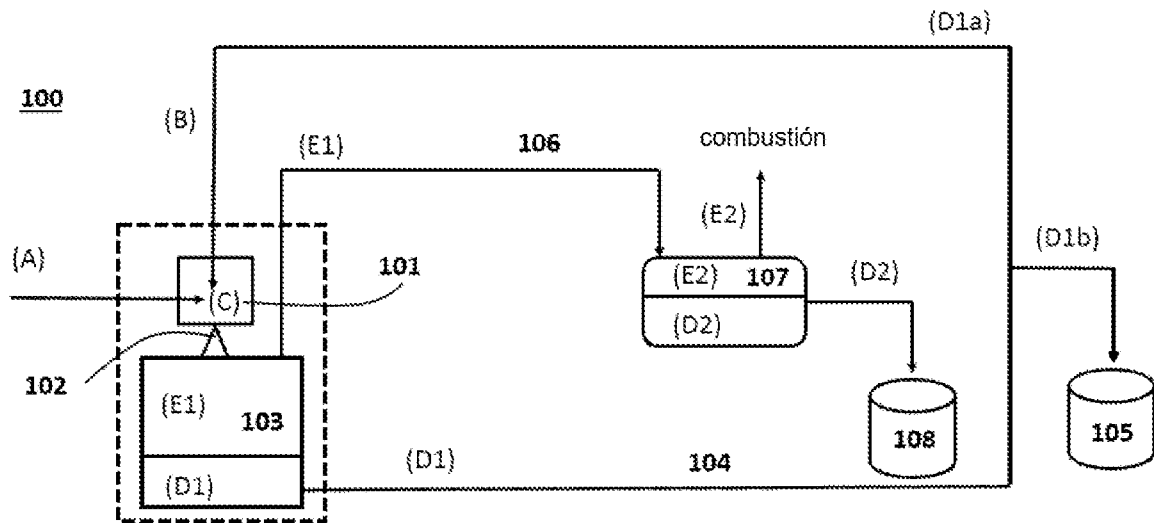 (D1a)
100
(B)
(E1)
106
combustión
(E2)
(D1b)
(A)
101
(E2)
107
(D2)
(C)
(D2)
102
(E1)
103
108
105
(D1)
104
(D1)